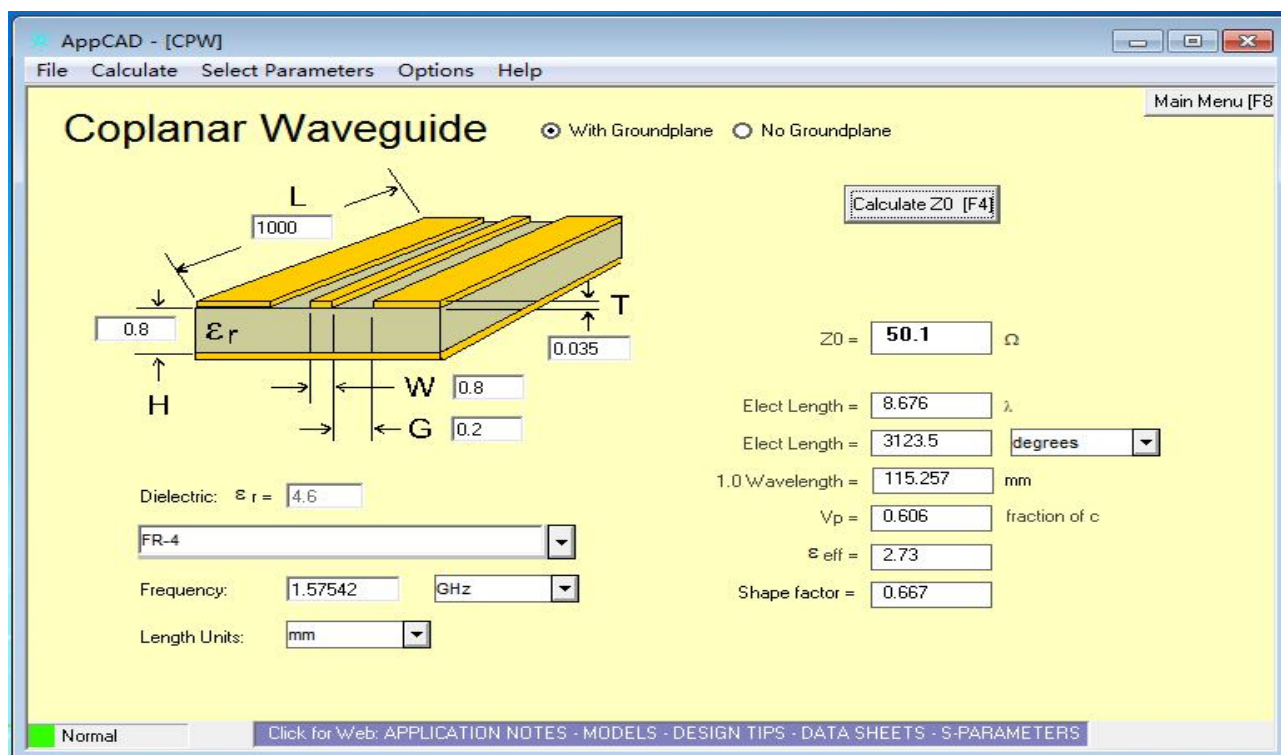 AppCAD - [CPW]
File Calculate Select Parameters Options Help
Main Menu [F8
Coplanar Waveguide
With Groundplane No Groundplane
L
1000
Calculate Z0 [F4]
0.8
εr
T
0.035
H
W 0.8
G 0.2
Z0 = 50.1 Ω
Elect Length = 8.676 λ
Elect Length = 3123.5 degrees
1.0 Wavelength = 115.257 mm
Vp = 0.606 fraction of c
ε eff = 2.73
Shape factor = 0.667
Dielectric: ε r = 4.6
FR-4
Frequency: 1.57542 GHz
Length Units: mm
Normal
Click for Web: APPLICATION NOTES - MODELS - DESIGN TIPS - DATA SHEETS - S-PARAMETERS